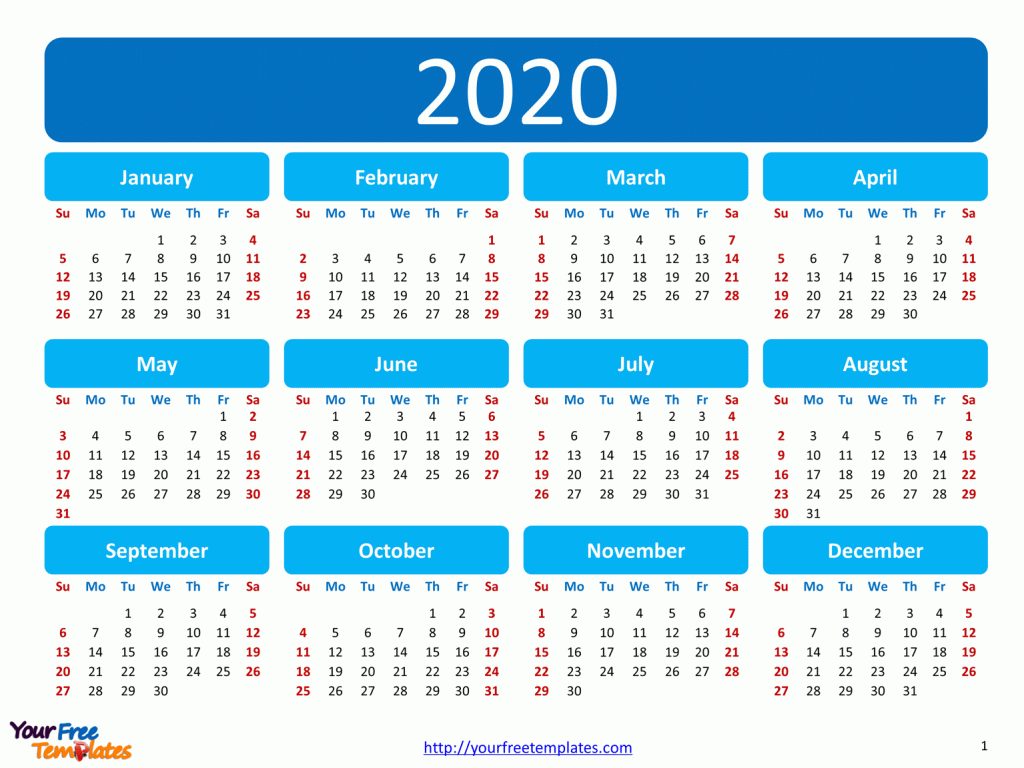 2020
January February March April
Su Mo Tu We Th Fr Sa Su Mo Tu We Th Fr Sa Su Mo Tu We Th Fr Sa Su Mo Tu We Th Fr Sa
1 2 3 4 1 1 2 3 4 5 6 7 1 2 3 4
5 6 7 8 9 10 11 2 3 4 5 6 7 8 8 9 10 11 12 13 14 5 6 7 8 9 10 11
12 13 14 15 16 17 18 9 10 11 12 13 14 15 15 16 17 18 19 20 21 12 13 14 15 16 17 18
19 20 21 22 23 24 25 16 17 18 19 20 21 22 22 23 24 25 26 27 28 19 20 21 22 23 24 25
26 27 28 29 30 31 23 24 25 26 27 28 29 29 30 31 26 27 28 29 30
May June July August
Su Mo Tu We Th Fr Sa Su Mo Tu We Th Fr Sa Su Mo Tu We Th Fr Sa Su Mo Tu We Th Fr Sa
1 2 1 2 3 4 5 6 1 2 3 4 1
3 4 5 6 7 8 9 7 8 9 10 11 12 13 5 6 7 8 9 10 11 2 3 4 5 6 7 8
10 11 12 13 14 15 16 14 15 16 17 18 19 20 12 13 14 15 16 17 18 9 10 11 12 13 14 15
17 18 19 20 21 22 23 21 22 23 24 25 26 27 19 20 21 22 23 24 25 16 17 18 19 20 21 22
24 25 26 27 28 29 30 28 29 30 26 27 28 29 30 31 23 24 25 26 27 28 29
31 30 31
September October November December
Su Mo Tu We Th Fr Sa Su Mo Tu We Th Fr Sa Su Mo Tu We Th Fr Sa Su Mo Tu We Th Fr Sa
1 2 3 4 5 1 2 3 1 2 3 4 5 6 7 1 2 3 4 5
6 7 8 9 10 11 12 4 5 6 7 8 9 10 8 9 10 11 12 13 14 6 7 8 9 10 11 12
13 14 15 16 17 18 19 11 12 13 14 15 16 17 15 16 17 18 19 20 21 13 14 15 16 17 18 19
20 21 22 23 24 25 26 18 19 20 21 22 23 24 22 23 24 25 26 27 28 20 21 22 23 24 25 26
27 28 29 30 25 26 27 28 29 30 31 29 30 27 28 29 30 31
Your Free
Templates
http://yourfreetemplates.com
1